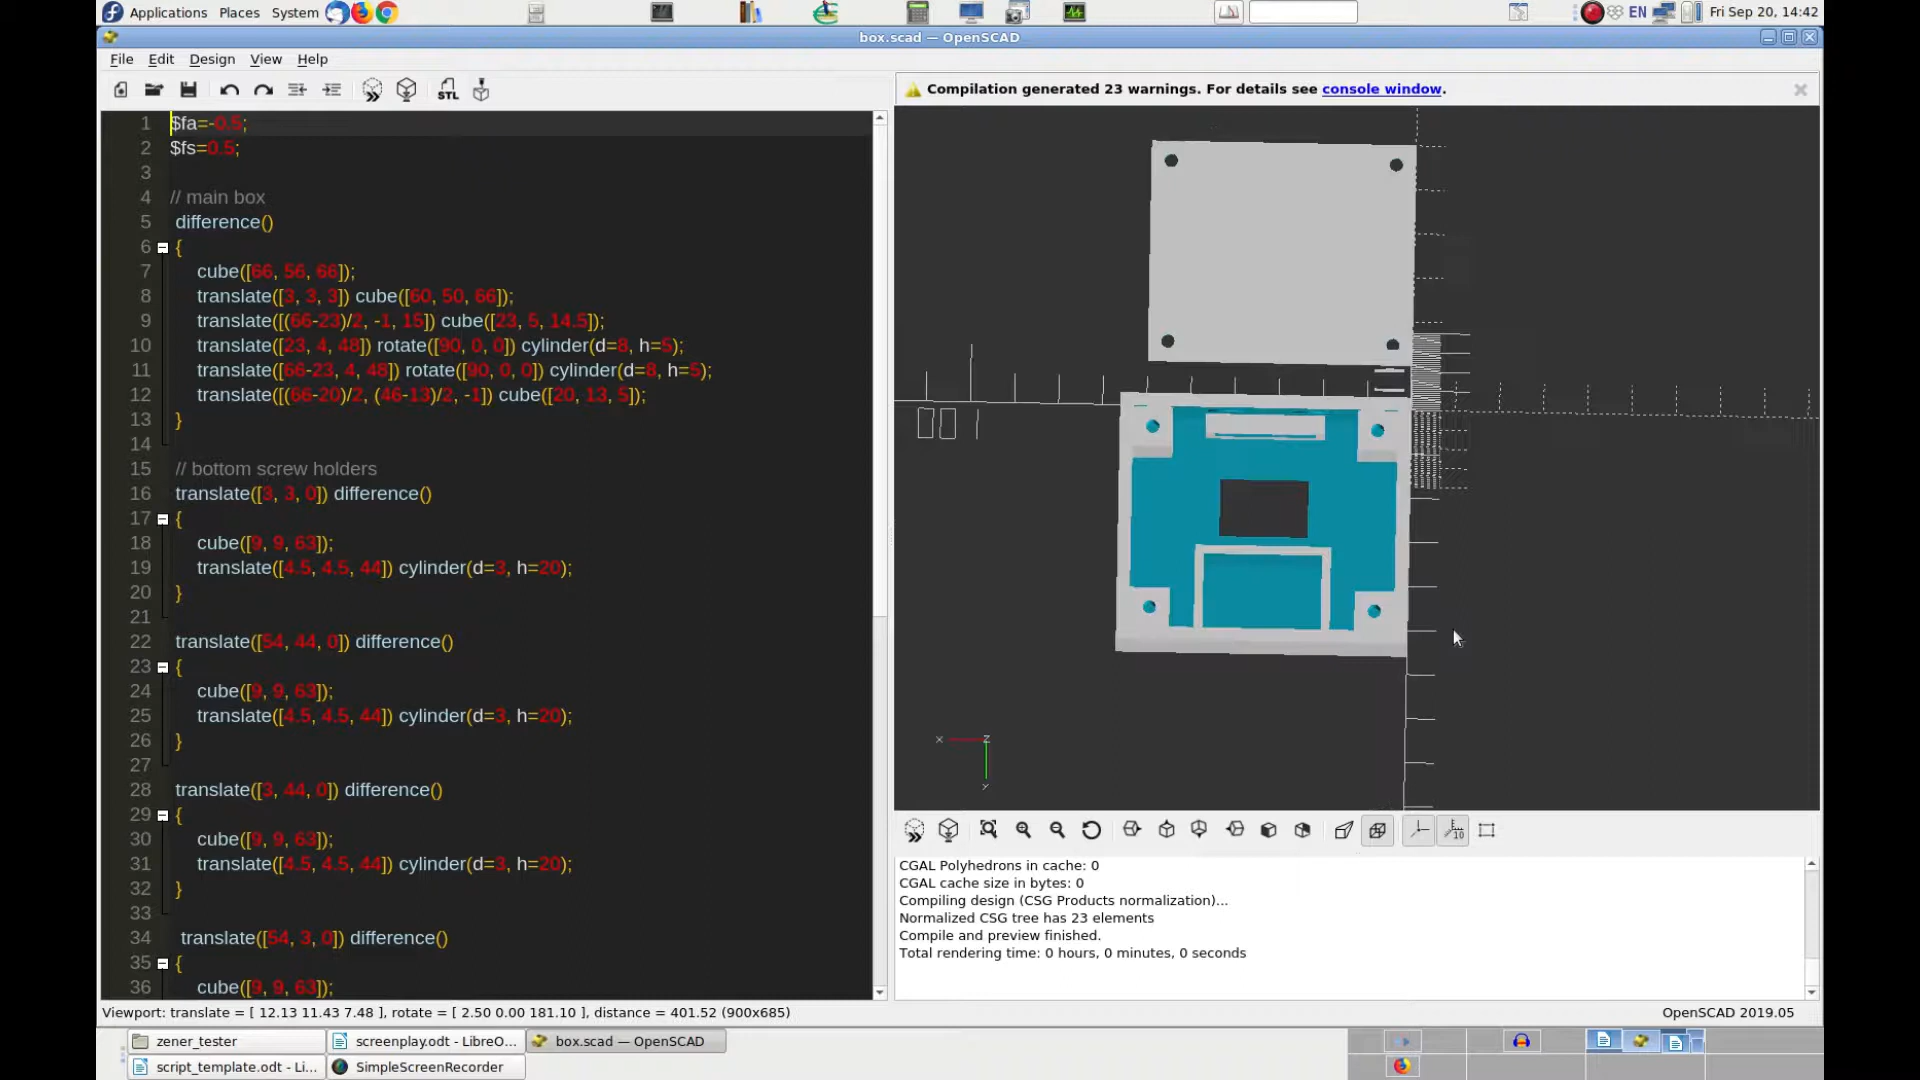 Applications Places System EN Fri Sep 20, 14:42
box.scad — OpenSCAD
File Edit Design View Help
STL
Compilation generated 23 warnings. For details see console window.
1 $fa=-0.5;
2 $fs=0.5;
3
4 // main box
5 difference()
6 {
7 cube([66, 56, 66]);
8 translate([3, 3, 3]) cube([60, 50, 66]);
9 translate([(66-23)/2, -1, 15]) cube([23, 5, 14.5]);
10 translate([23, 4, 48]) rotate([90, 0, 0]) cylinder(d=8, h=5);
11 translate([66-23, 4, 48]) rotate([90, 0, 0]) cylinder(d=8, h=5);
12 translate([(66-20)/2, (46-13)/2, -1]) cube([20, 13, 5]);
13 }
14
15 // bottom screw holders
16 translate([3, 3, 0]) difference()
17 {
18 cube([9, 9, 63]);
19 translate([4.5, 4.5, 44]) cylinder(d=3, h=20);
20 }
21
22 translate([54, 44, 0]) difference()
23 {
24 cube([9, 9, 63]);
25 translate([4.5, 4.5, 44]) cylinder(d=3, h=20);
26 }
27
28 translate([3, 44, 0]) difference()
29 {
30 cube([9, 9, 63]);
31 translate([4.5, 4.5, 44]) cylinder(d=3, h=20);
32 }
33
34 translate([54, 3, 0]) difference()
35 {
36 cube([9, 9, 63]);
x z
y
10
CGAL Polyhedrons in cache: 0
CGAL cache size in bytes: 0
Compiling design (CSG Products normalization)...
Normalized CSG tree has 23 elements
Compile and preview finished.
Total rendering time: 0 hours, 0 minutes, 0 seconds
Viewport: translate = [ 12.13 11.43 7.48 ], rotate = [ 2.50 0.00 181.10 ], distance = 401.52 (900x685) OpenSCAD 2019.05
zener_tester screenplay.odt - LibreO... box.scad — OpenSCAD
script_template.odt - Li... SimpleScreenRecorder